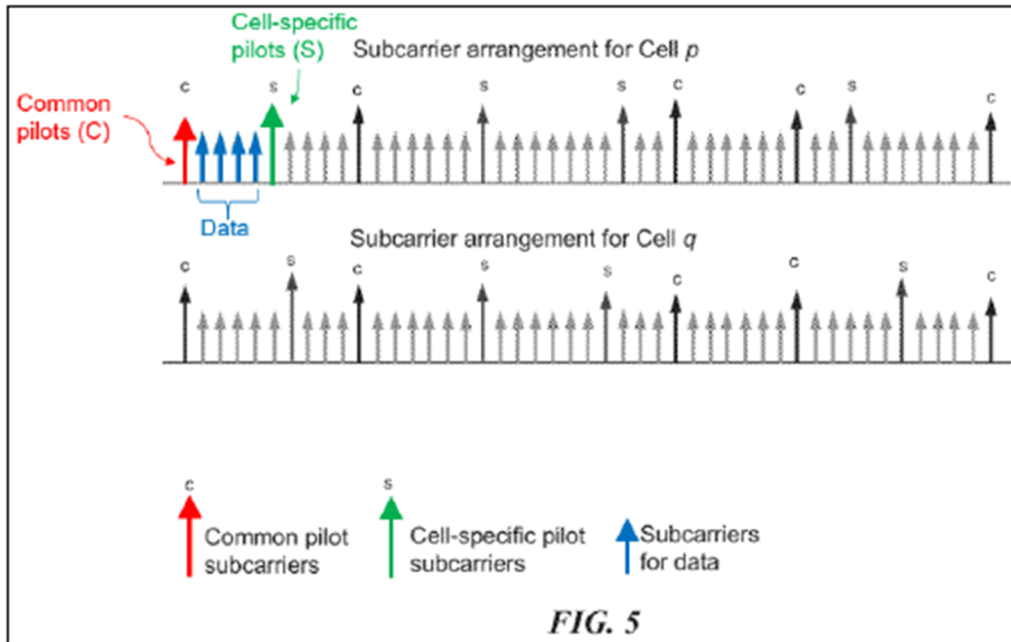 Cell-specific
pilots (S)
Subcarrier arrangement for Cell p
Common
pilots (C)
c s c s s c c s c
Data
Subcarrier arrangement for Cell q
c s c s s c c s c
c
Common pilot
subcarriers
s
Cell-specific pilot
subcarriers
Subcarriers
for data
FIG. 5